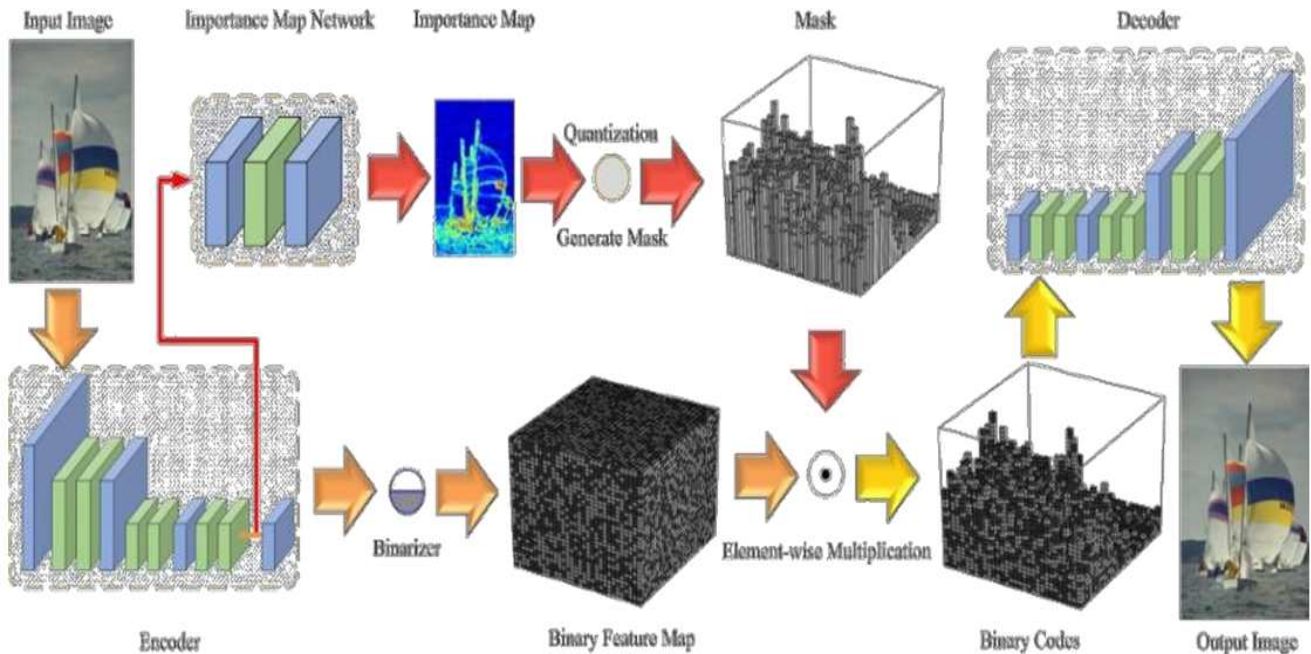 Input Image
Importance Map Network
Importance Map
Mask
Decoder
Quantization
Generate Mask
Binarizer
Element-wise Multiplication
Encoder
Binary Feature Map
Binary Codes
Output Image